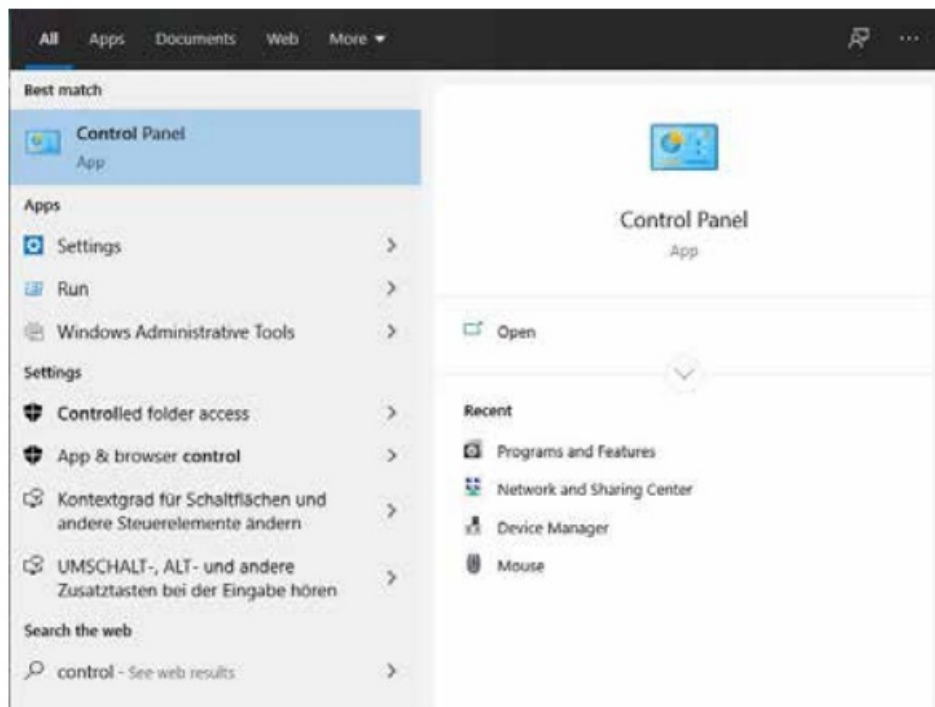 All Apps Documents Web More
Best match
Control Panel
App
Apps
Settings
Run
Windows Administrative Tools
Settings
Controlled folder access
App & browser control
Kontextgrad für Schaltflächen und
andere Steuerelemente ändern
UMSCHALT-, ALT- und andere
Zusatztasten bei der Eingabe hören
Search the web
control - See web results
Control Panel
App
Open
Recent
Programs and Features
Network and Sharing Center
Device Manager
Mouse